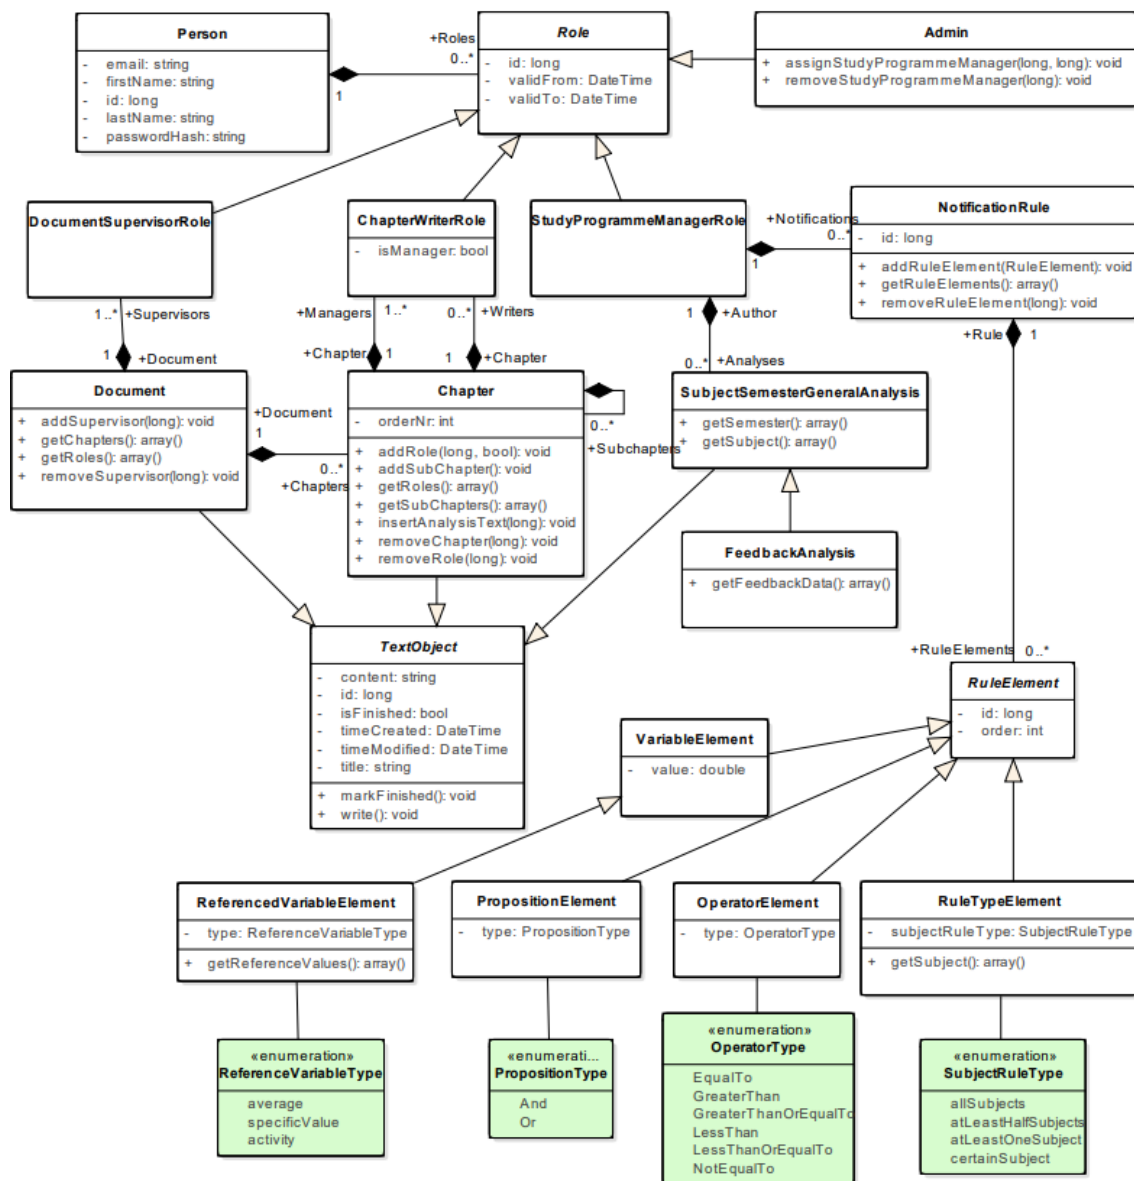 Person
- email: string
- firstName: string
- id: long
- lastName: string
- passwordHash: string
+Roles
0..*
1
Role
- id: long
- validFrom: DateTime
- validTo: DateTime
Admin
+ assignStudyProgrammeManager(long, long): void
+ removeStudyProgrammeManager(long): void
DocumentSupervisorRole
ChapterWriterRole
- isManager: bool
StudyProgrammeManagerRole
+Notifications
0..*
1
NotificationRule
- id: long
+ addRuleElement(RuleElement): void
+ getRuleElements(): array()
+ removeRuleElement(long): void
1..* +Supervisors
1 +Document
+Managers 1..*
+Chapter 1
0..* +Writers
1 +Chapter
1 +Author
0..* +Analyses
+Rule 1
Document
+ addSupervisor(long): void
+ getChapters(): array()
+ getRoles(): array()
+ removeSupervisor(long): void
+Document
1
0..*
+Chapters
Chapter
- orderNr: int
+ addRole(long, bool): void
+ addSubChapter(): void
+ getRoles(): array()
+ getSubChapters(): array()
+ insertAnalysisText(long): void
+ removeChapter(long): void
+ removeRole(long): void
0..*
+Subchapters
SubjectSemesterGeneralAnalysis
+ getSemester(): array()
+ getSubject(): array()
FeedbackAnalysis
+ getFeedbackData(): array()
TextObject
- content: string
- id: long
- isFinished: bool
- timeCreated: DateTime
- timeModified: DateTime
- title: string
+ markFinished(): void
+ write(): void
+RuleElements 0..*
RuleElement
- id: long
- order: int
VariableElement
- value: double
ReferencedVariableElement
- type: ReferenceVariableType
+ getReferenceValues(): array()
PropositionElement
- type: PropositionType
OperatorElement
- type: OperatorType
RuleTypeElement
- subjectRuleType: SubjectRuleType
+ getSubject(): array()
«enumeration»
ReferenceVariableType
average
specificValue
activity
«enumerati...
PropositionType
And
Or
«enumeration»
OperatorType
EqualTo
GreaterThan
GreaterThanOrEqualTo
LessThan
LessThanOrEqualTo
NotEqualTo
«enumeration»
SubjectRuleType
allSubjects
atLeastHalfSubjects
atLeastOneSubject
certainSubject